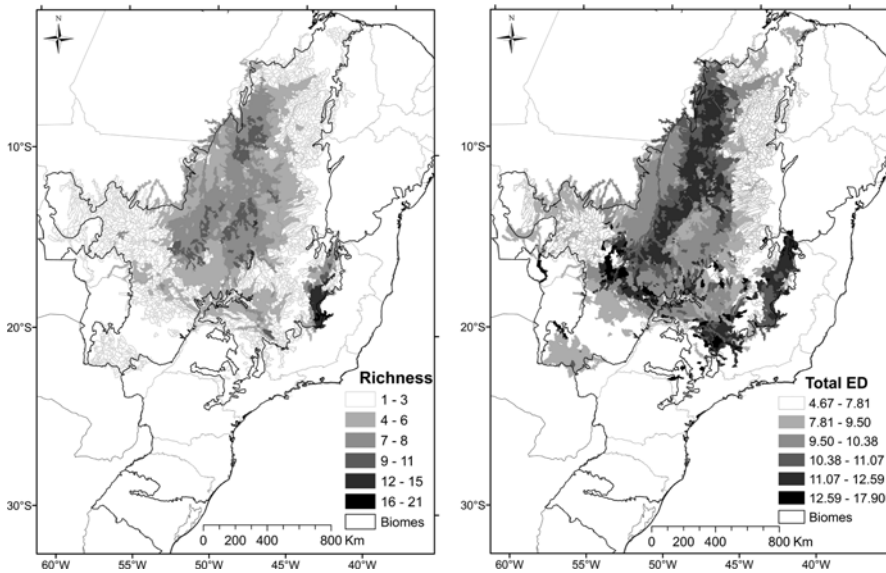 N
10°S
20°S
30°S
Richness
1 - 3
4 - 6
7 - 8
9 - 11
12 - 15
16 - 21
Biomes
0 200 400 800 Km
60°W 55°W 50°W 45°W 40°W
N
10°S
20°S
30°S
Total ED
4.67 - 7.81
7.81 - 9.50
9.50 - 10.38
10.38 - 11.07
11.07 - 12.59
12.59 - 17.90
Biomes
0 200 400 800 Km
60°W 55°W 50°W 45°W 40°W